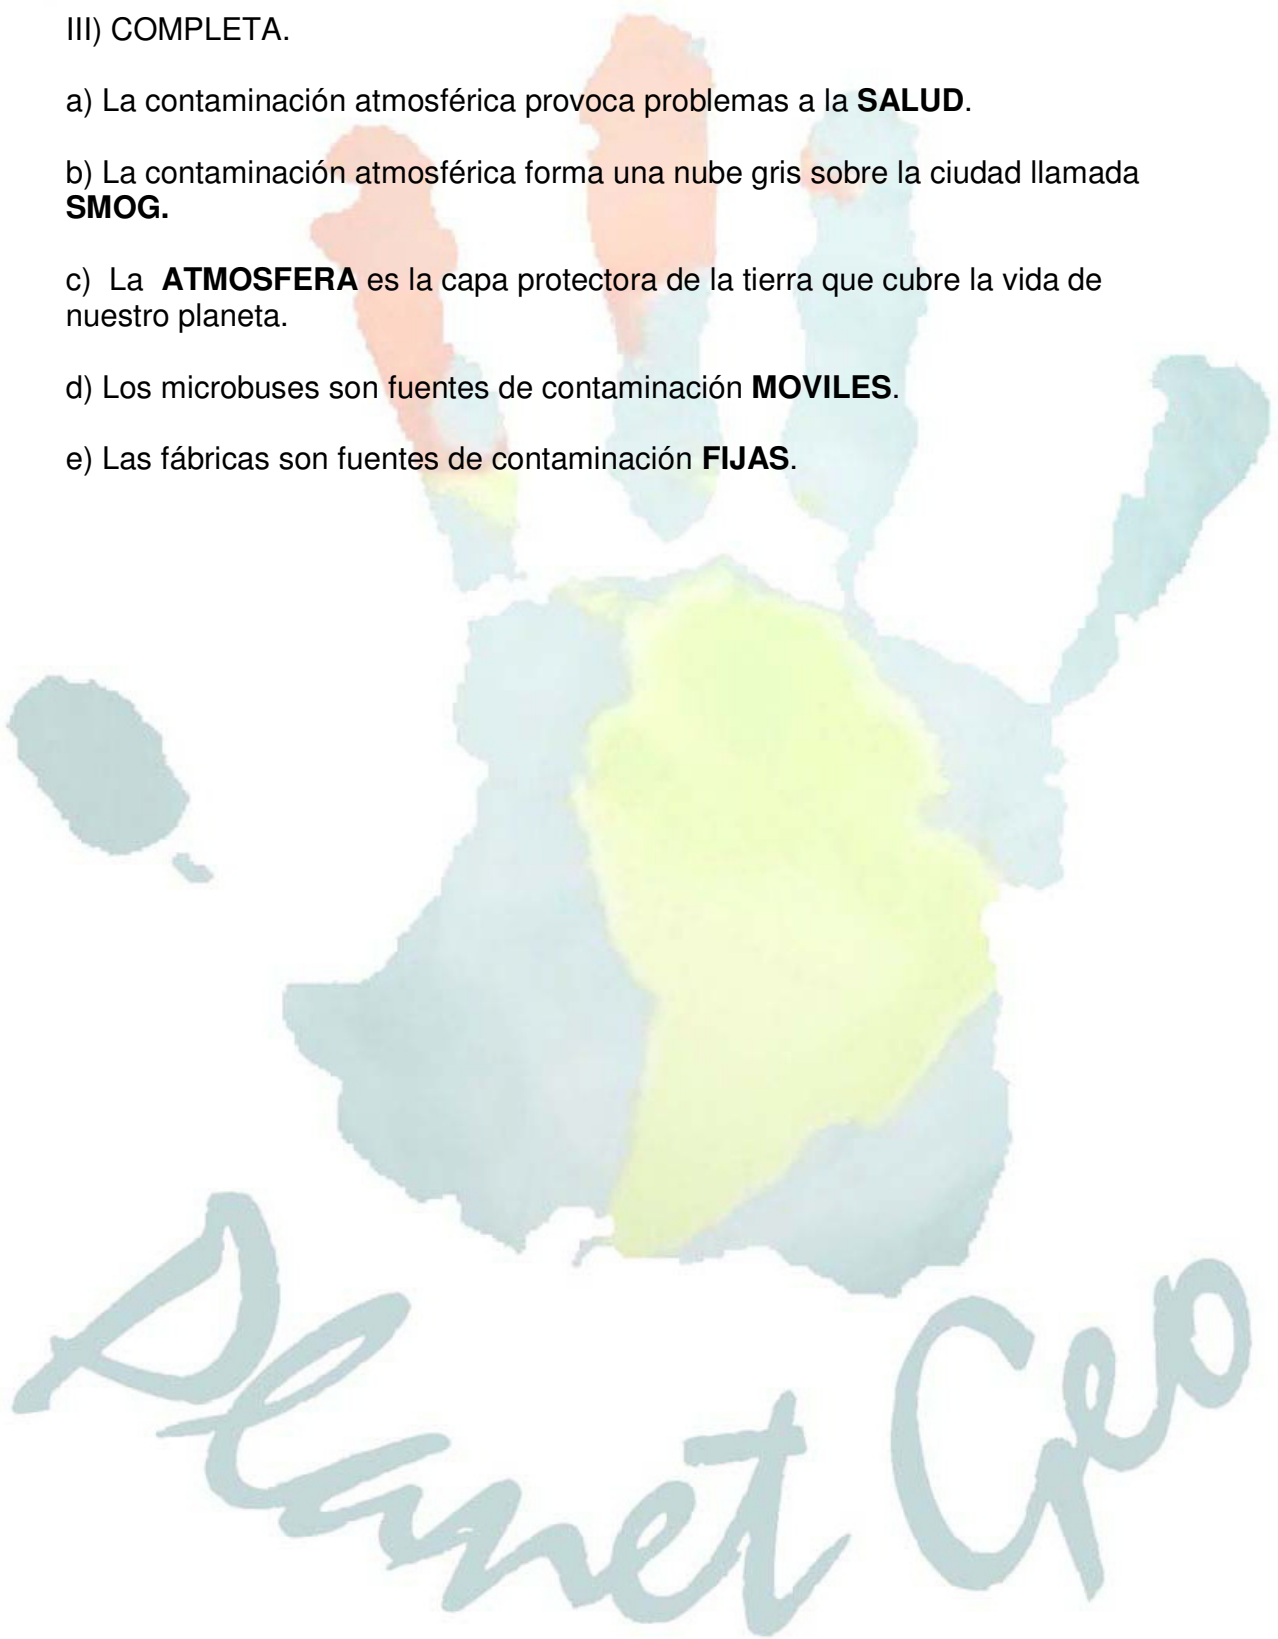 III) COMPLETA.
a) La contaminación atmosférica provoca problemas a la SALUD.
b) La contaminación atmosférica forma una nube gris sobre la ciudad llamada
SMOG.
c) La ATMOSFERA es la capa protectora de la tierra que cubre la vida de
nuestro planeta.
d) Los microbuses son fuentes de contaminación MOVILES.
e) Las fábricas son fuentes de contaminación FIJAS.
Planet Geo